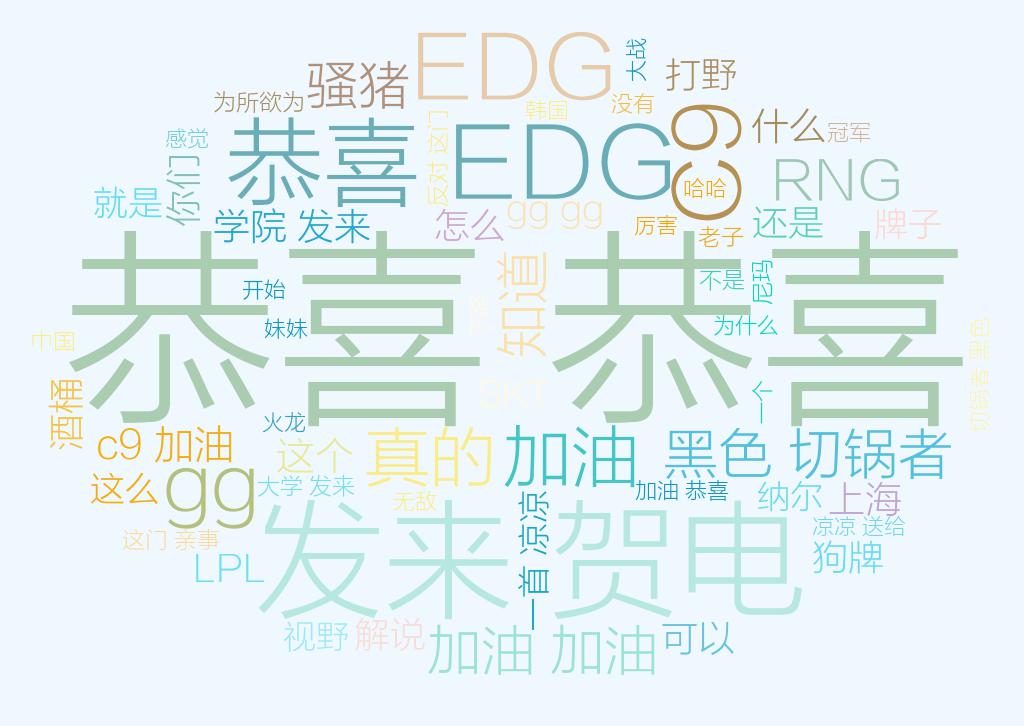 EDG
大战
骚猪
打野
为所欲为
韩国
没有
C9
什么
冠军
感觉
反对 这门
恭喜 EDG
哈哈
RNG
就是
你们
学院 发来
怎么
gg gg
厉害
老子
还是
牌子
恭喜 恭喜
知道
不是
尼玛
开始
妹妹
为什么
中国
SKT
切锅者 黑色
酒桶
一个
火龙
c9 加油
这个
真的
加油
黑色 切锅者
这么
gg
大学 发来
无敌
加油 恭喜
纳尔
上海
一首 凉凉
发来 贺电
这门 亲事
凉凉 送给
LPL
狗牌
视野
解说
加油 加油
可以